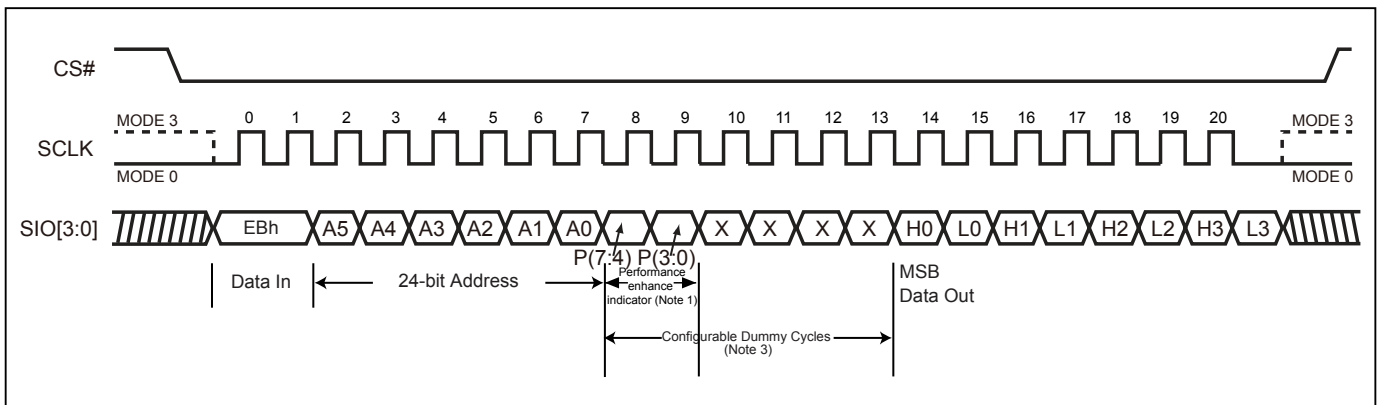 CS#
MODE 3 0 1 2 3 4 5 6 7 8 9 10 11 12 13 14 15 16 17 18 19 20 MODE 3
SCLK
MODE 0 MODE 0
SIO[3:0] EBh A5 A4 A3 A2 A1 A0 X X X X H0 L0 H1 L1 H2 L2 H3 L3
P(7:4) P(3:0)
Data In 24-bit Address
Performance
enhance
indicator (Note 1)
MSB
Data Out
Configurable Dummy Cycles
(Note 3)